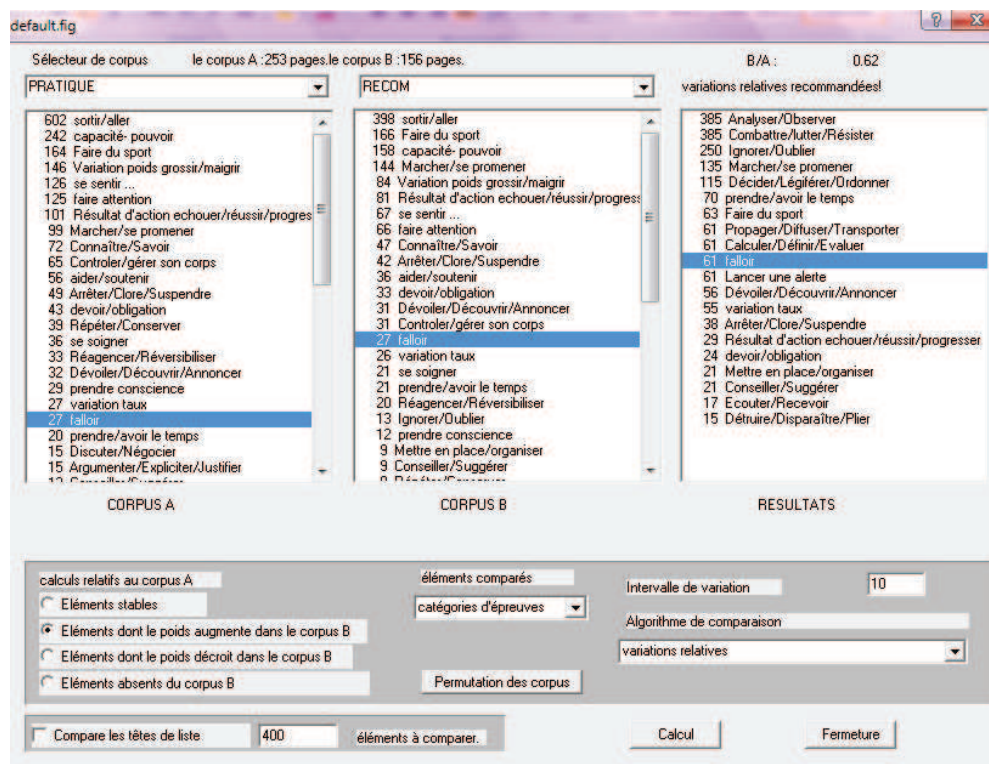 default.fig
Sélecteur de corpus le corpus A :253 pages.le corpus B :156 pages. B/A : 0.62
PRATIQUE RECOM variations relatives recommandées!
602 sortir/aller
242 capacité- pouvoir
164 Faire du sport
146 Variation poids grossir/maigrir
126 se sentir ...
125 faire attention
101 Résultat d'action echouer/réussir/progres
99 Marcher/se promener
72 Connaître/Savoir
65 Controler/gérer son corps
56 aider/soutenir
49 Arrêter/Clore/Suspendre
43 devoir/obligation
39 Répéter/Conserver
36 se soigner
33 Réagencer/Réversibiliser
32 Dévoiler/Découvrir/Annoncer
29 prendre conscience
27 variation taux
27 falloir
20 prendre/avoir le temps
15 Discuter/Négocier
15 Argumenter/Expliciter/Justifier
CORPUS A
398 sortir/aller
166 Faire du sport
158 capacité- pouvoir
144 Marcher/se promener
84 Variation poids grossir/maigrir
81 Résultat d'action echouer/réussir/progress
67 se sentir ...
66 faire attention
47 Connaître/Savoir
42 Arrêter/Clore/Suspendre
36 aider/soutenir
33 devoir/obligation
31 Dévoiler/Découvrir/Annoncer
31 Controler/gérer son corps
27 falloir
26 variation taux
21 se soigner
21 prendre/avoir le temps
20 Réagencer/Réversibiliser
13 Ignorer/Oublier
12 prendre conscience
9 Mettre en place/organiser
9 Conseiller/Suggérer
CORPUS B
385 Analyser/Observer
385 Combattre/lutter/Résister
250 Ignorer/Oublier
135 Marcher/se promener
115 Décider/Légiférer/Ordonner
70 prendre/avoir le temps
63 Faire du sport
61 Propager/Diffuser/Transporter
61 Calculer/Définir/Evaluer
61 falloir
61 Lancer une alerte
56 Dévoiler/Découvrir/Annoncer
55 variation taux
38 Arrêter/Clore/Suspendre
29 Résultat d'action echouer/réussir/progresser
24 devoir/obligation
21 Mettre en place/organiser
21 Conseiller/Suggérer
17 Ecouter/Recevoir
15 Détruire/Disparaître/Plier
RESULTATS
calculs relatifs au corpus A
Eléments stables
Eléments dont le poids augmente dans le corpus B
Eléments dont le poids décroit dans le corpus B
Eléments absents du corpus B
éléments comparés
catégories d'épreuves
Permutation des corpus
Intervalle de variation 10
Algorithme de comparaison
variations relatives
Compare les têtes de liste 400 éléments à comparer.
Calcul Fermeture